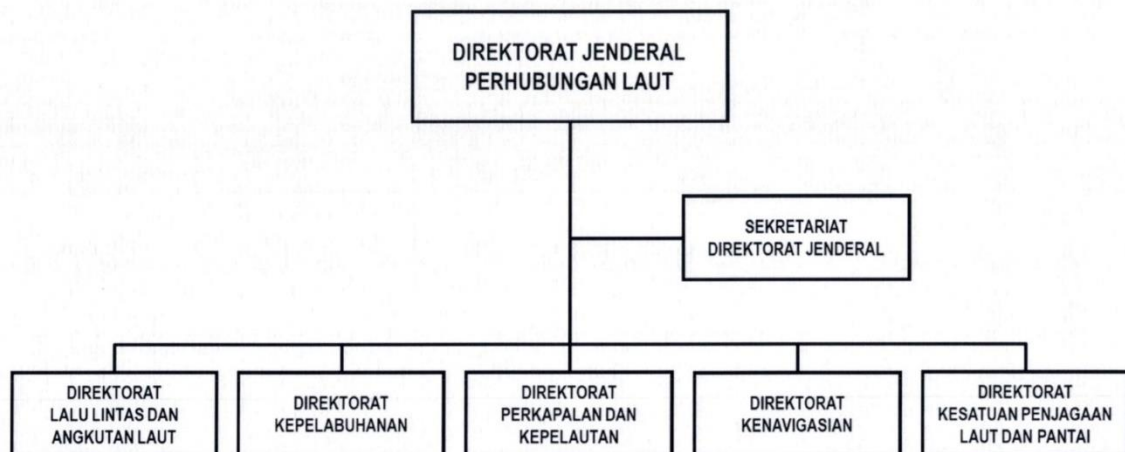 DIREKTORAT JENDERAL
PERHUBUNGAN LAUT
SEKRETARIAT
DIREKTORAT JENDERAL
DIREKTORAT
LALU LINTAS DAN
ANGKUTAN LAUT
DIREKTORAT
KEPELABUHANAN
DIREKTORAT
PERKAPALAN DAN
KEPELAUTAN
DIREKTORAT
KENAVIGASIAN
DIREKTORAT
KESATUAN PENJAGAAN
LAUT DAN PANTAI